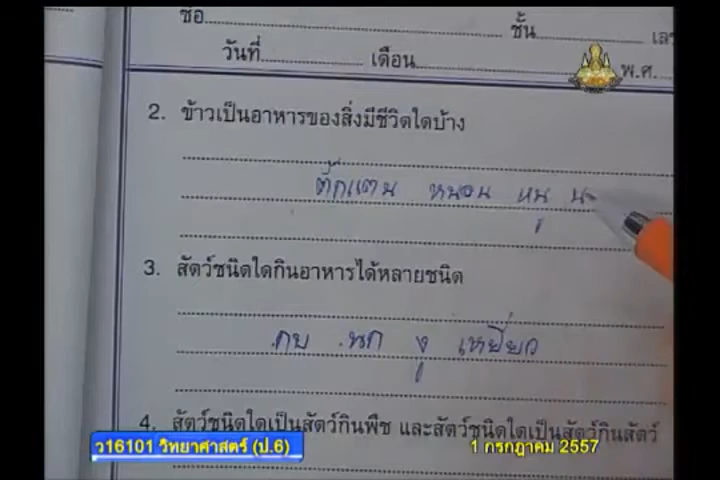 ชื่อ ชั้น
วันที่ เดือน พ.ศ.
2. ข้าวเป็นอาหารของสิ่งมีชีวิตใดบ้าง
ตั๊กแตน หนอน หนู
3. สัตว์ชนิดใดกินอาหารได้หลายชนิด
กบ นก งู เหยี่ยว
4. สัตว์ชนิดใดเป็นสัตว์กินพืช และสัตว์ชนิดใดเป็นสัตว์กินสัตว์
ว16101 วิทยาศาสตร์ (ป.6) 1 กรกฎาคม 2557